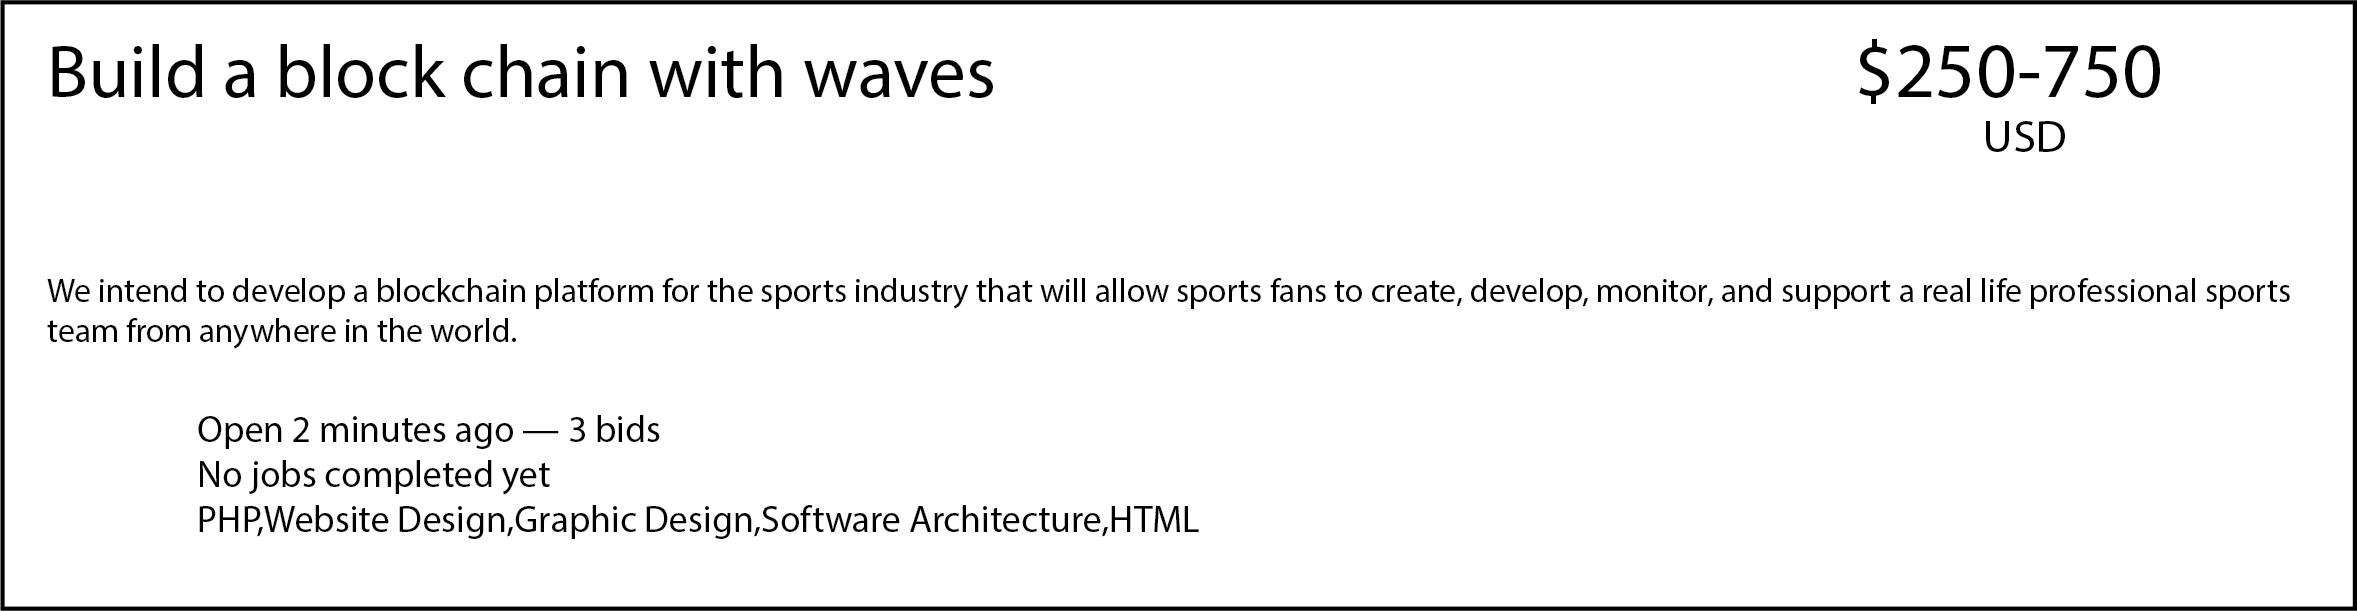 Build a block chain with waves
$250-750
USD
We intend to develop a blockchain platform for the sports industry that will allow sports fans to create, develop, monitor, and support a real life professional sports
team from anywhere in the world.
Open 2 minutes ago — 3 bids
No jobs completed yet
PHP,Website Design,Graphic Design,Software Architecture,HTML